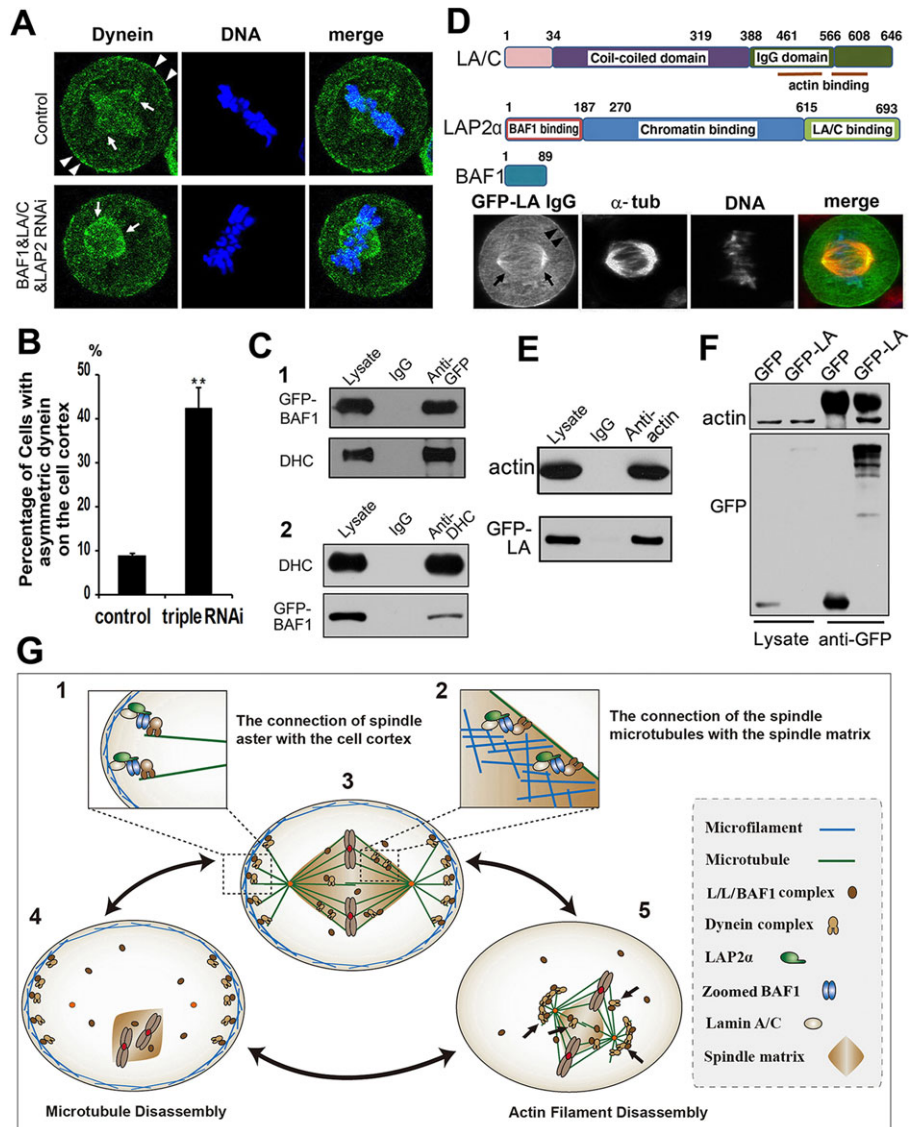 A
Dynein DNA merge
Control
BAF1&LA/C
&LAP2 RNAi
B
%
Percentage of Cells with
asymmetric dynein
on the cell cortex
50
40
30
20
10
0
**
control triple RNAi
C
1
Lysate IgG Anti-GFP
GFP-
BAF1
DHC
2
Lysate IgG Anti-DHC
DHC
GFP-
BAF1
D
1 34 319 388 461 566 608 646
LA/C
Coil-coiled domain IgG domain
actin binding
1 187 270 615 693
LAP2α BAF1 binding Chromatin binding LA/C binding
1 89
BAF1
GFP-LA IgG α-tub DNA merge
E
Lysate IgG Anti-actin
actin
GFP-
LA
F
GFP GFP-LA GFP GFP-LA
actin
GFP
Lysate anti-GFP
G
1
The connection of spindle
aster with the cell cortex
2
The connection of the spindle
microtubules with the spindle matrix
3
4
Microtubule Disassembly
5
Actin Filament Disassembly
Microfilament
Microtubule
L/L/BAF1 complex
Dynein complex
LAP2α
Zoomed BAF1
Lamin A/C
Spindle matrix